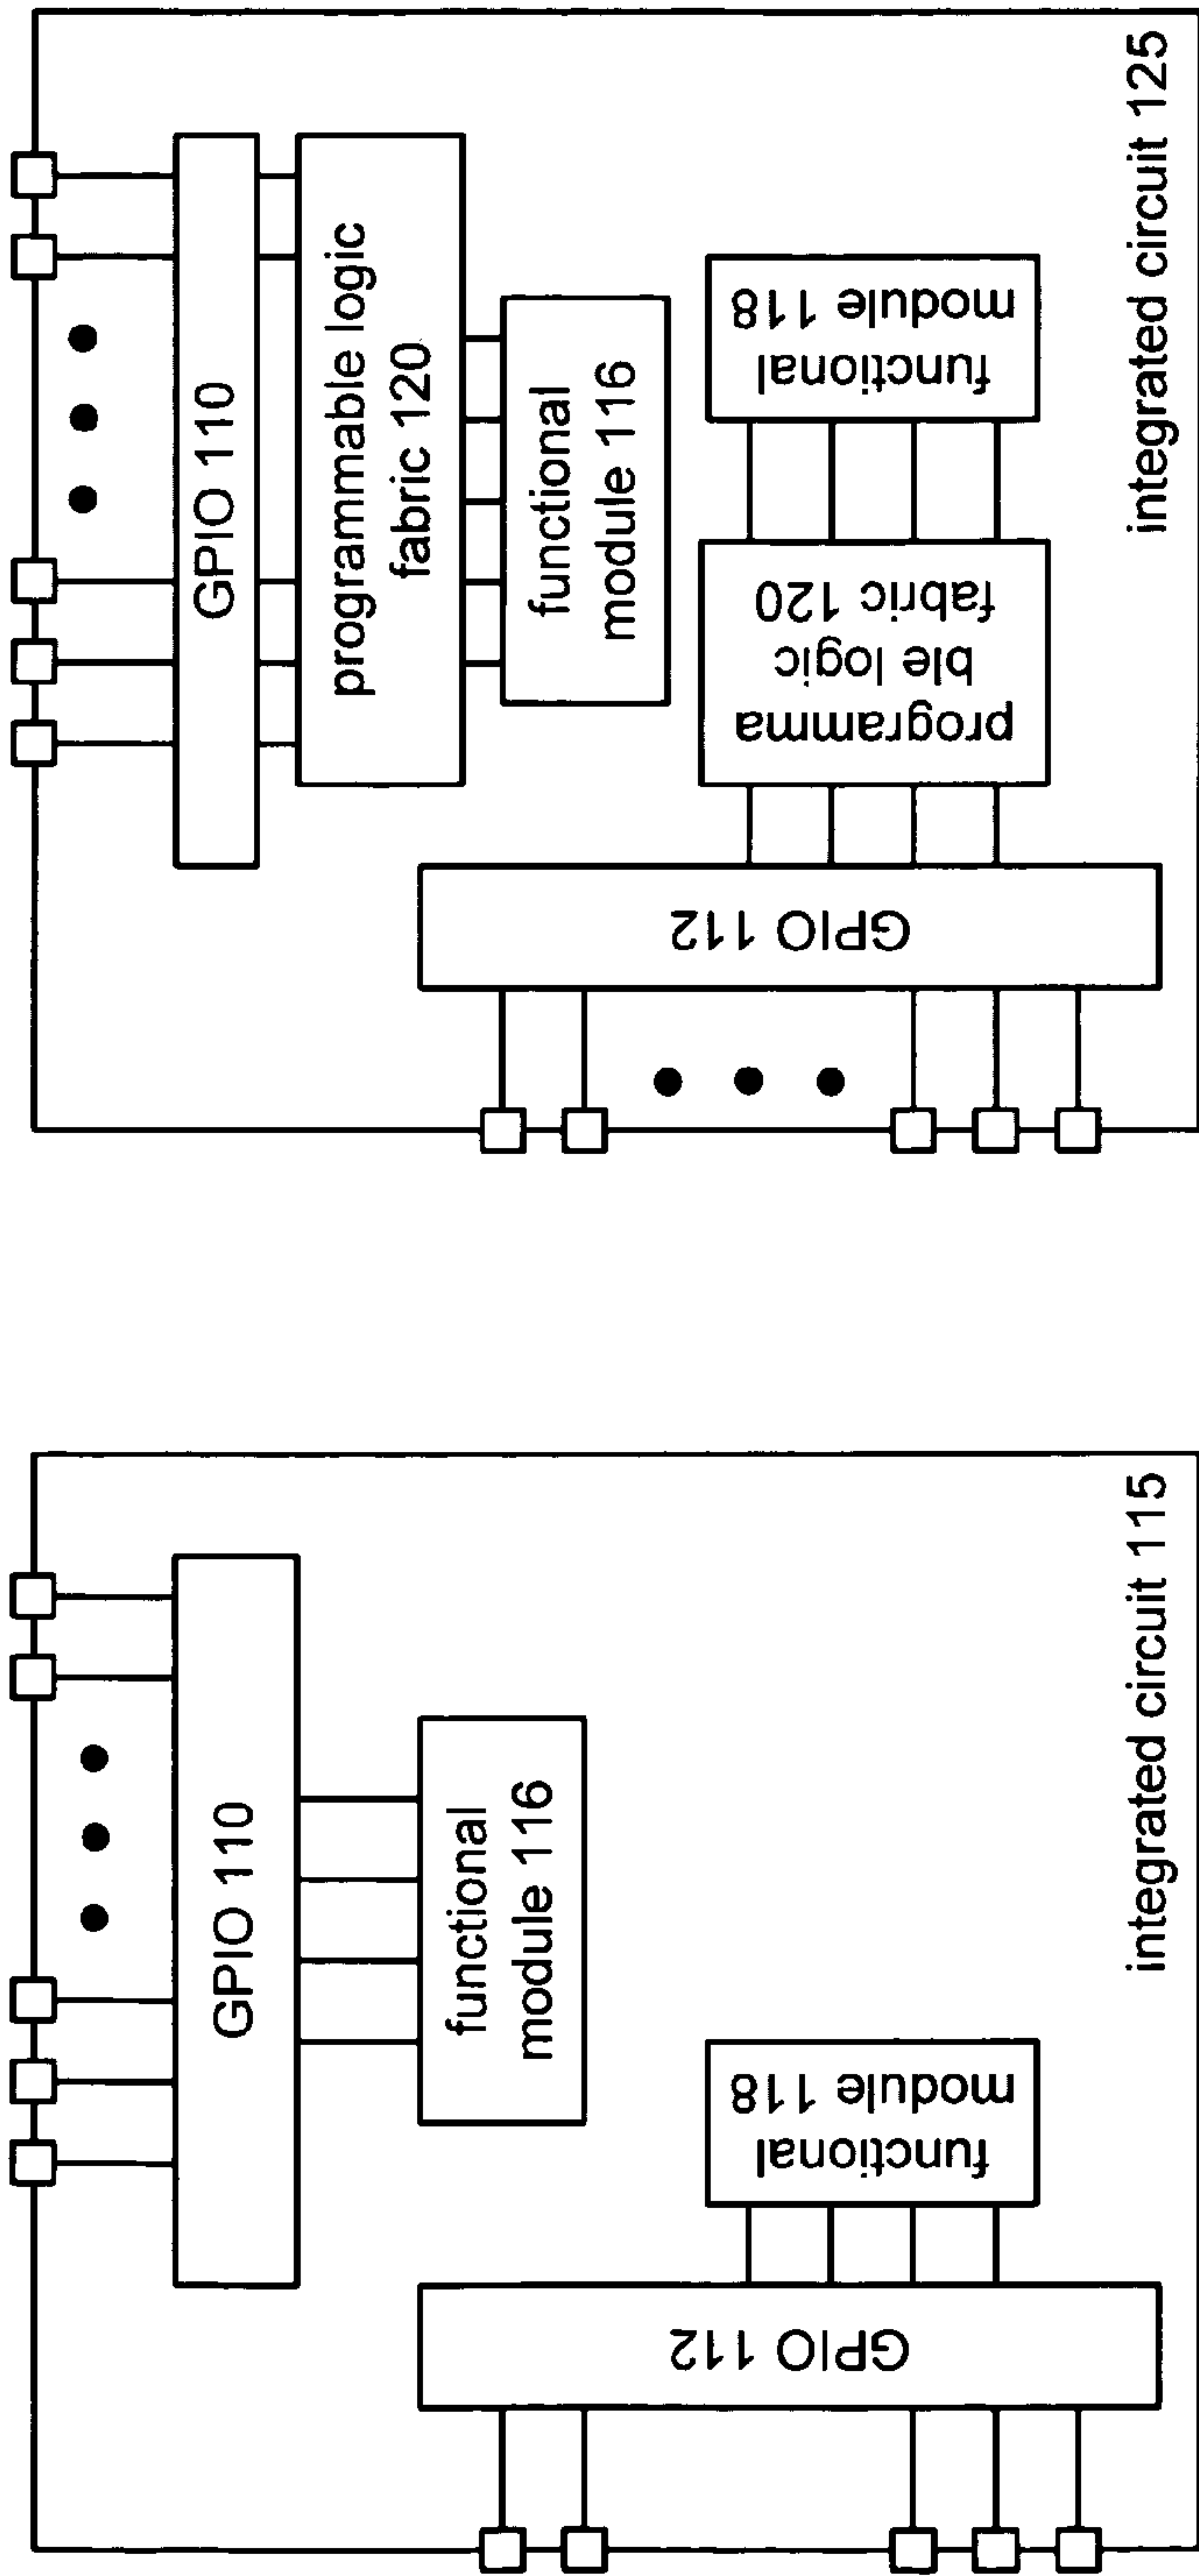 GPIO 110
functional
module 116
GPIO 112
functional
module 118
integrated circuit 115
GPIO 110
programmable logic
fabric 120
functional
module 116
GPIO 112
programma
ble logic
fabric 120
functional
module 118
integrated circuit 125